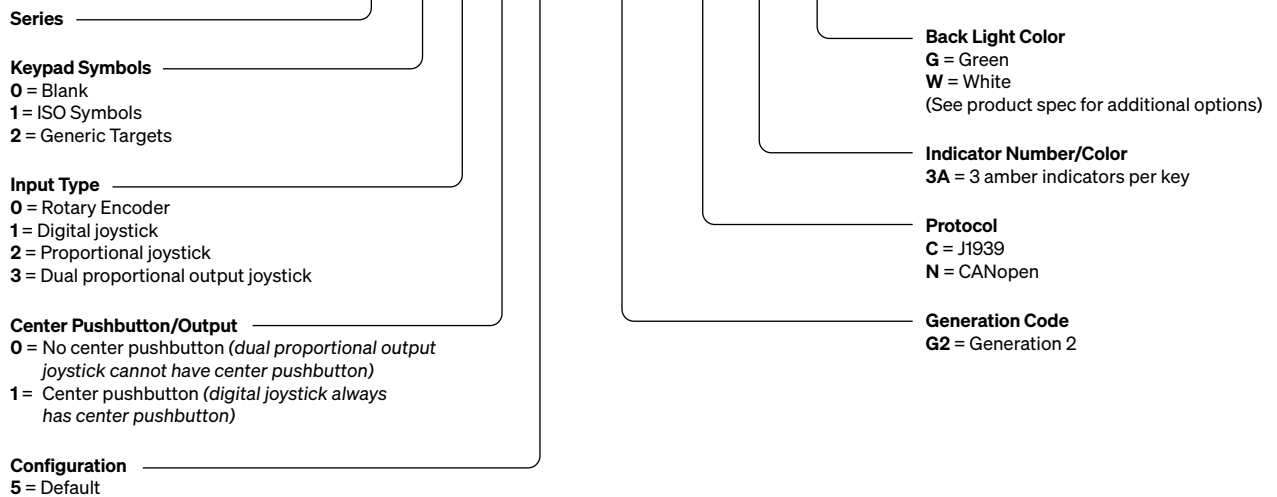 Series
Keypad Symbols
0 = Blank
1 = ISO Symbols
2 = Generic Targets
Input Type
0 = Rotary Encoder
1 = Digital joystick
2 = Proportional joystick
3 = Dual proportional output joystick
Center Pushbutton/Output
0 = No center pushbutton (dual proportional output
joystick cannot have center pushbutton)
1 = Center pushbutton (digital joystick always
has center pushbutton)
Configuration
5 = Default
Back Light Color
G = Green
W = White
(See product spec for additional options)
Indicator Number/Color
3A = 3 amber indicators per key
Protocol
C = J1939
N = CANopen
Generation Code
G2 = Generation 2